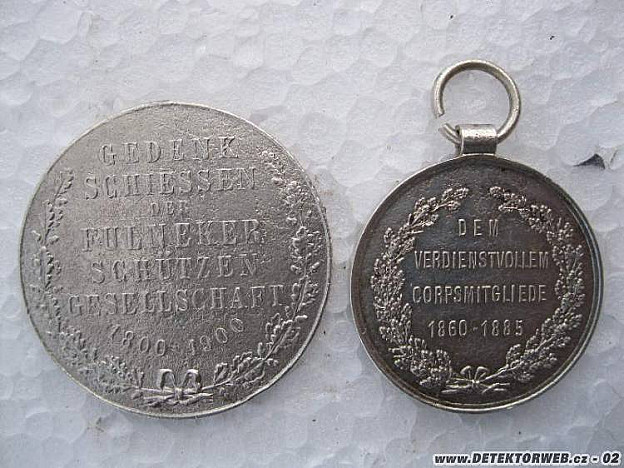 GEDENK
SCHIESSEN
DER
FULNEKER
SCHÜTZEN
GESELLSCHAFT
1800-1900
DEM
VERDIENSTVOLLEM
CORPSMITGLIEDE
1860-1885
www.DETEKTORWEB.cz - 02